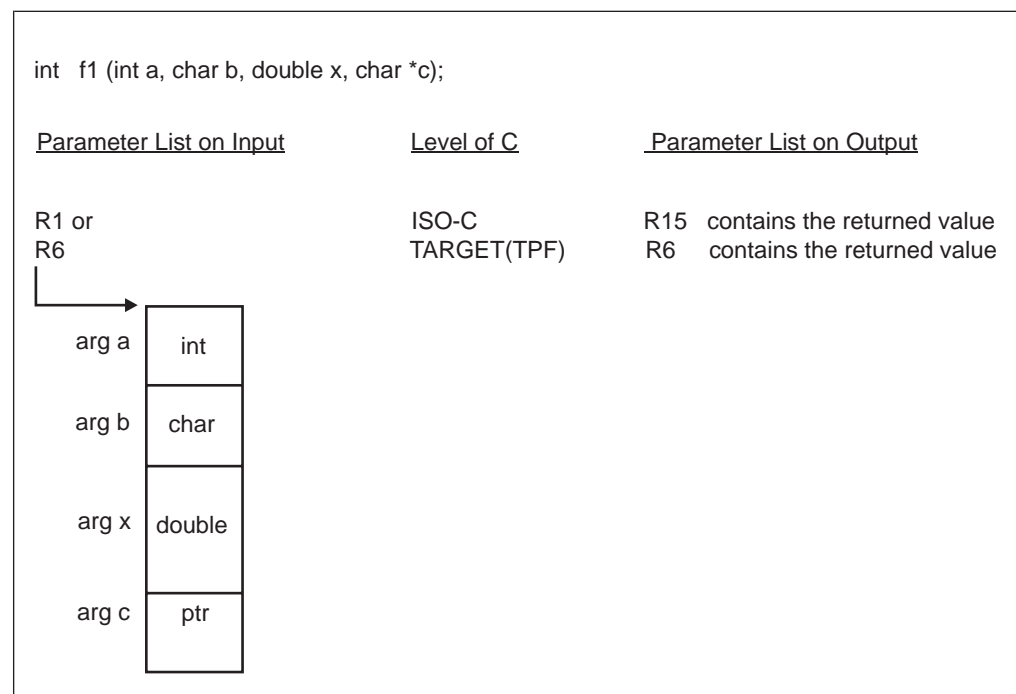 int f1 (int a, char b, double x, char *c);
Parameter List on Input Level of C Parameter List on Output
R1 or ISO-C R15 contains the returned value
R6 TARGET(TPF) R6 contains the returned value
arg a int
arg b char
arg x double
arg c ptr